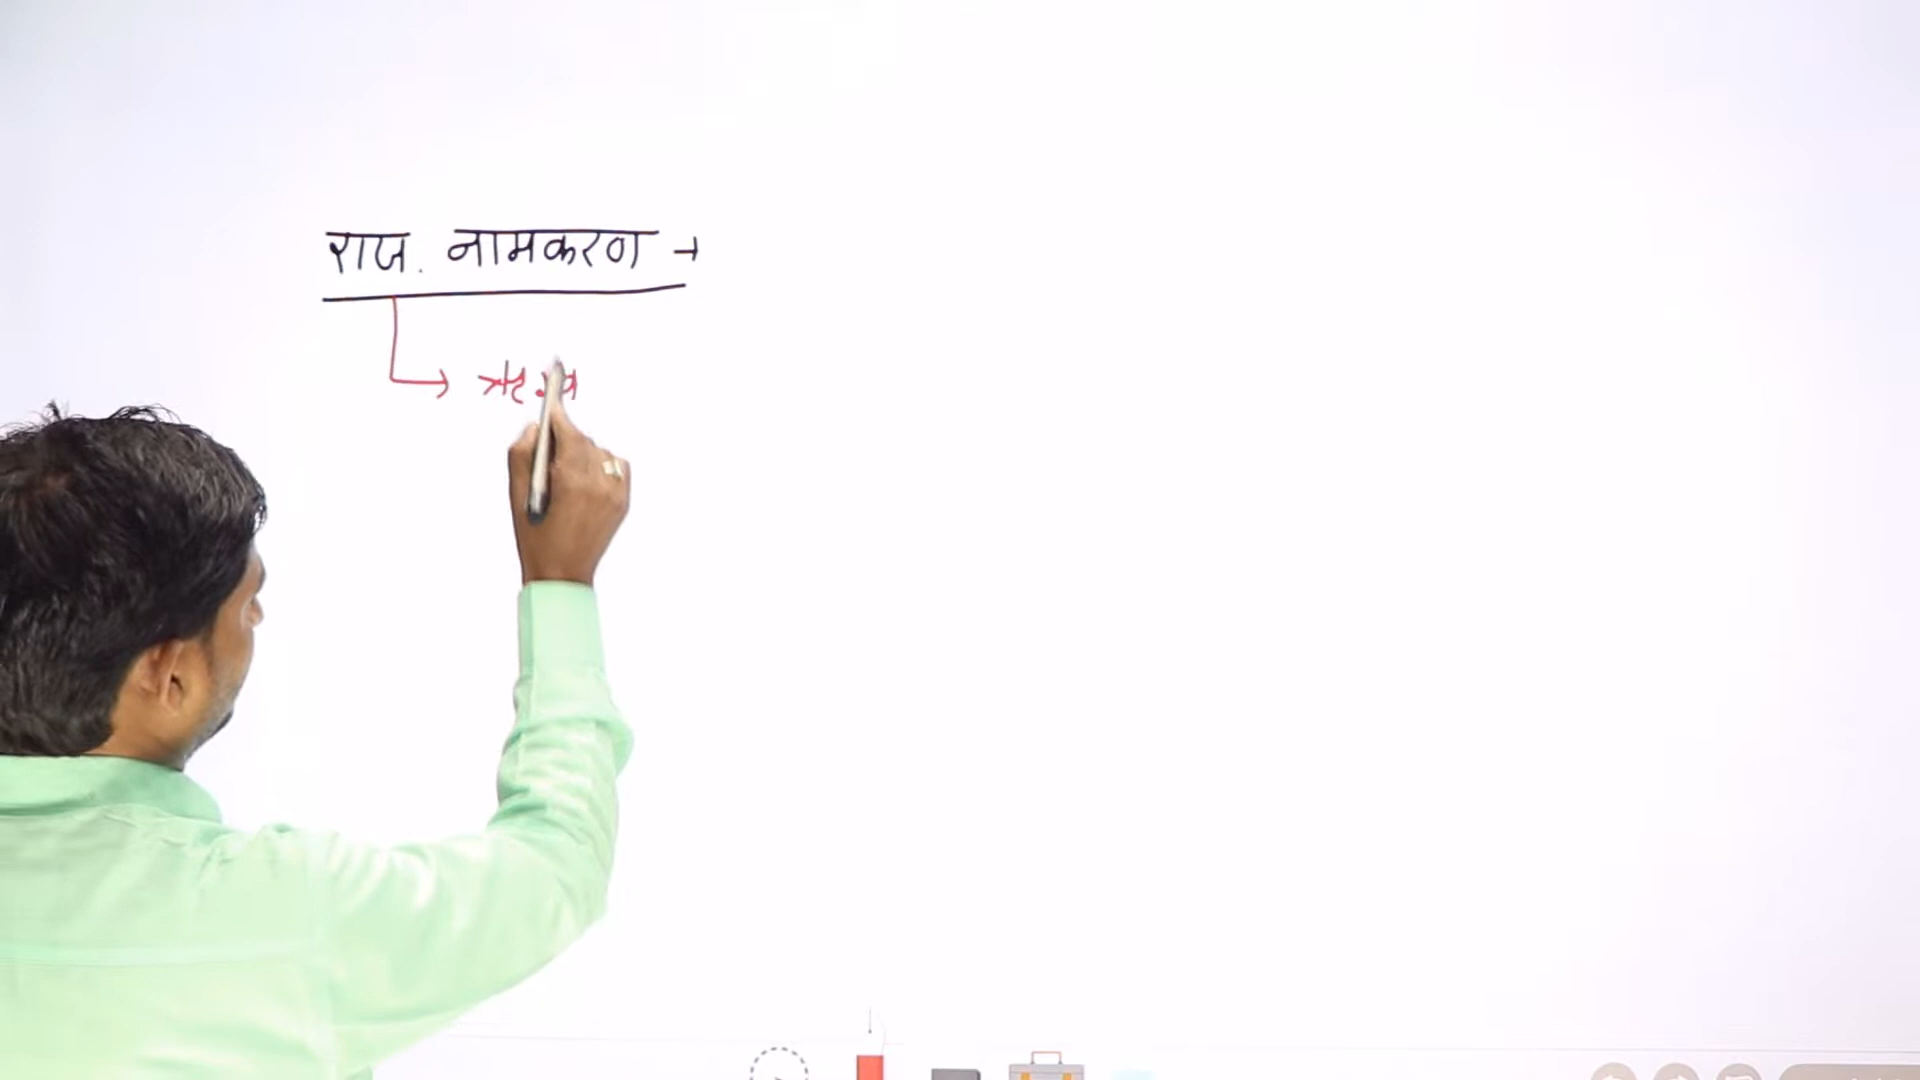 राज. नामकरण →